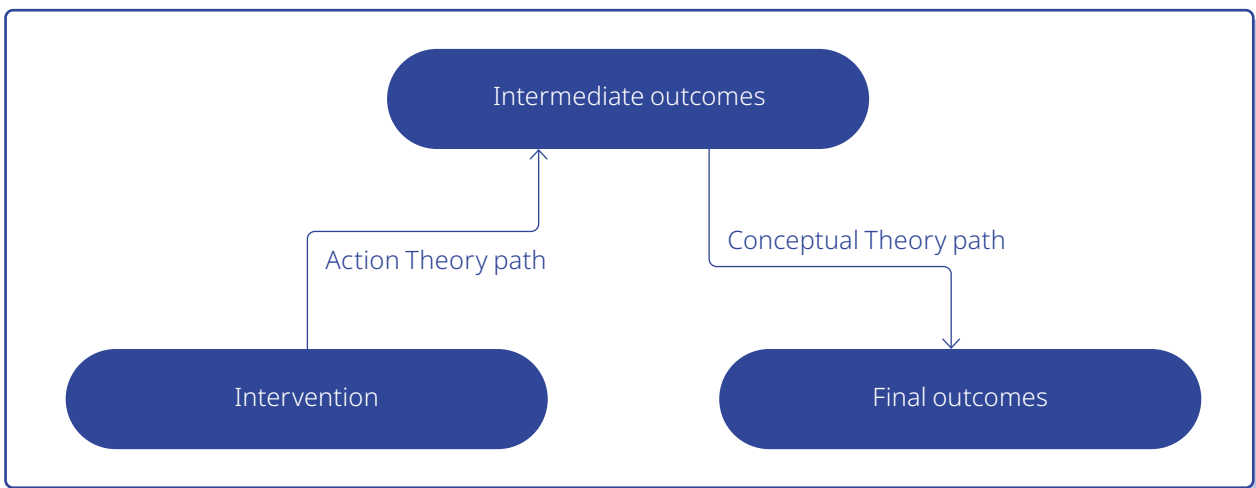 Intermediate outcomes
Action Theory path
Conceptual Theory path
Intervention
Final outcomes